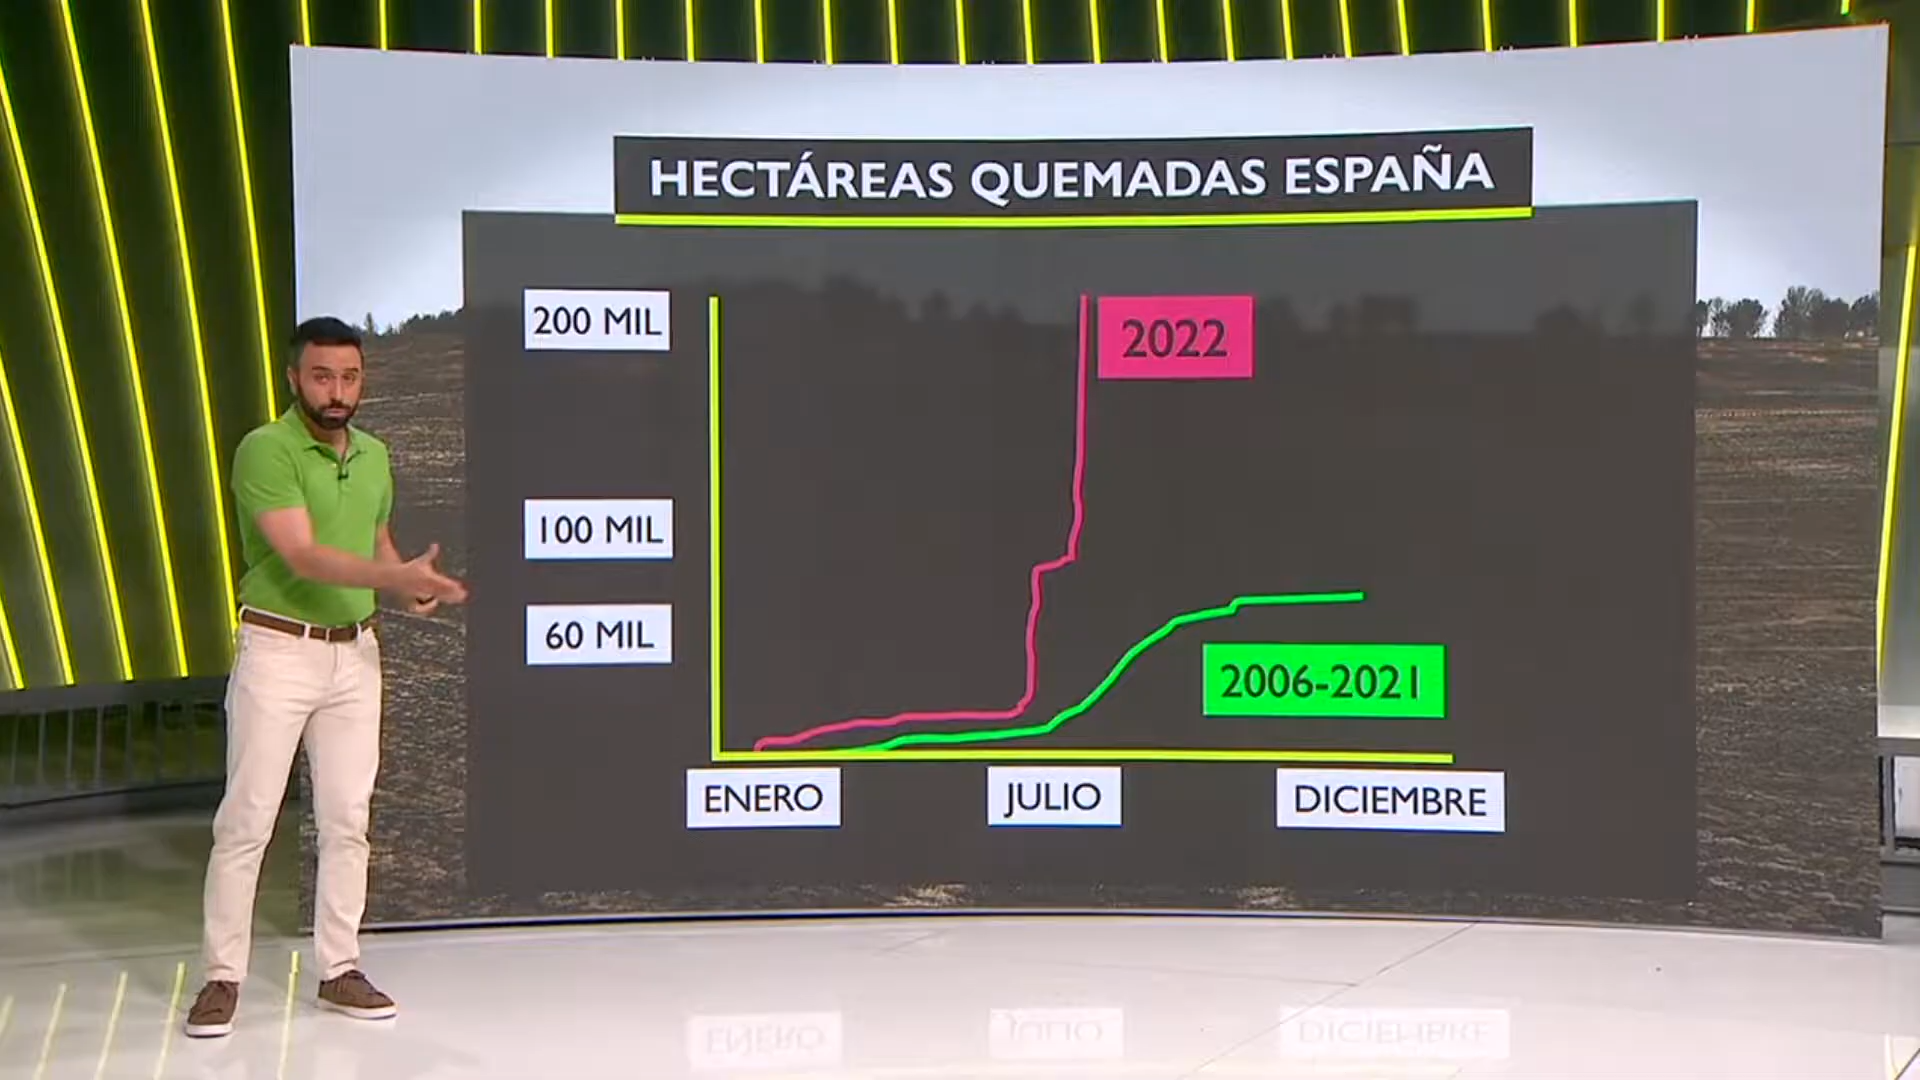 HECTÁREAS QUEMADAS ESPAÑA
200 MIL
2022
100 MIL
60 MIL
2006-2021
ENERO
JULIO
DICIEMBRE